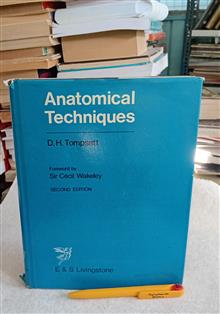 Anatomical
Techniques
D. H. Tompsett
Foreword by
Sir Cecil Wakeley
SECOND EDITION
E & S Livingstone